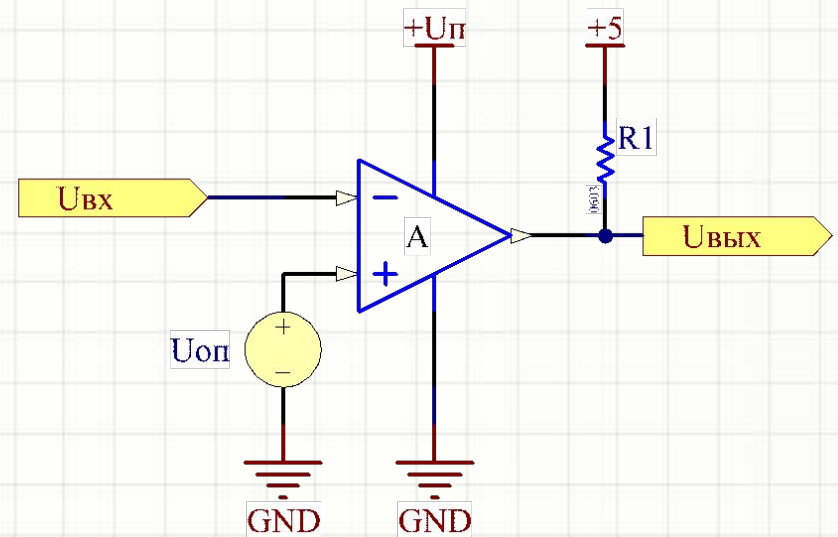 +Uп
+5
R1
0603
Uвх
−
A
+
Uвых
Uоп
+
−
GND
GND